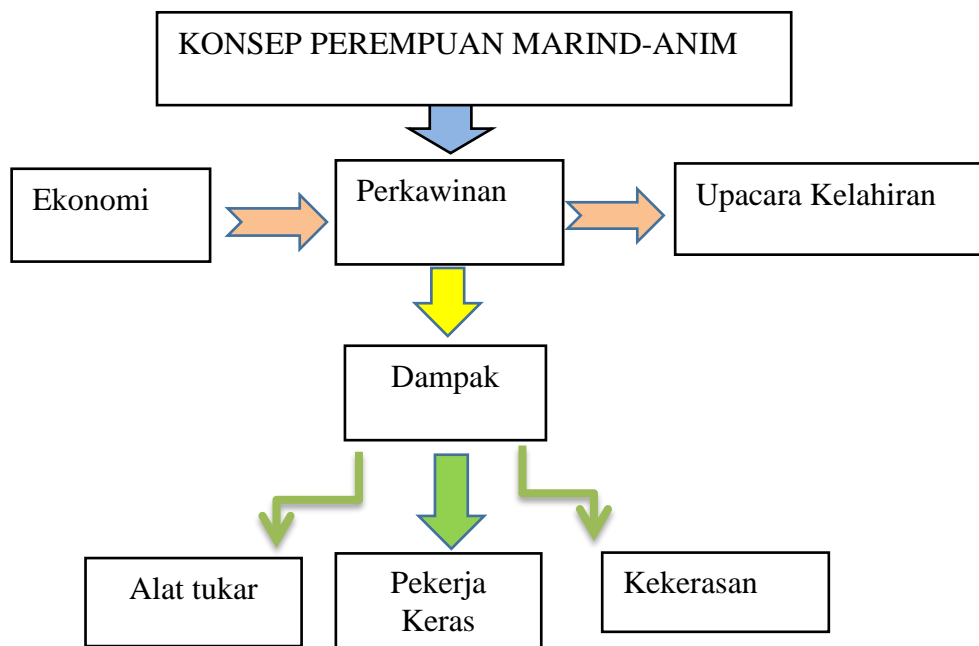 KONSEP PEREMPUAN MARIND-ANIM
Ekonomi
Perkawinan
Upacara Kelahiran
Dampak
Alat tukar
Pekerja
Keras
Kekerasan